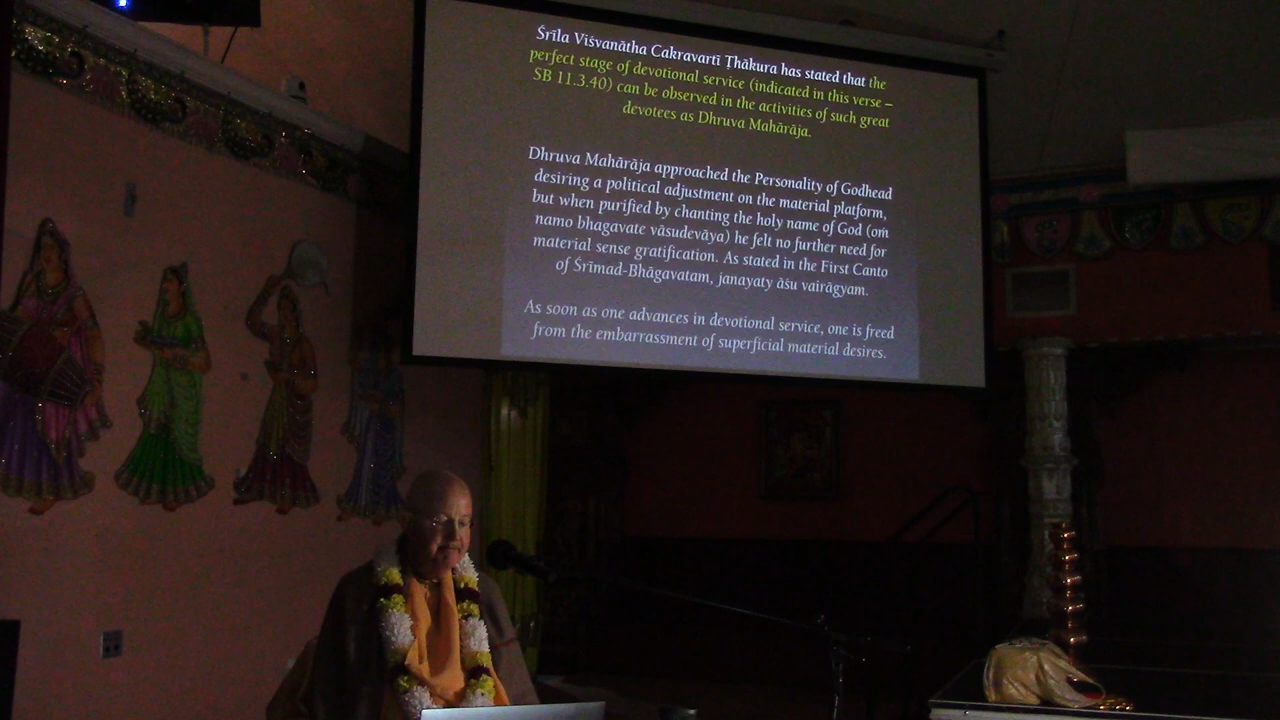 Śrīla Viśvanātha Cakravartī Ṭhākura has stated that the
perfect stage of devotional service (indicated in this verse –
SB 11.3.40) can be observed in the activities of such great
devotees as Dhruva Mahārāja.
Dhruva Mahārāja approached the Personality of Godhead
desiring a political adjustment on the material platform,
but when purified by chanting the holy name of God (oṁ
namo bhagavate vāsudevāya) he felt no further need for
material sense gratification. As stated in the First Canto
of Śrīmad-Bhāgavatam, janayaty āśu vairāgyam.
As soon as one advances in devotional service, one is freed
from the embarrassment of superficial material desires.